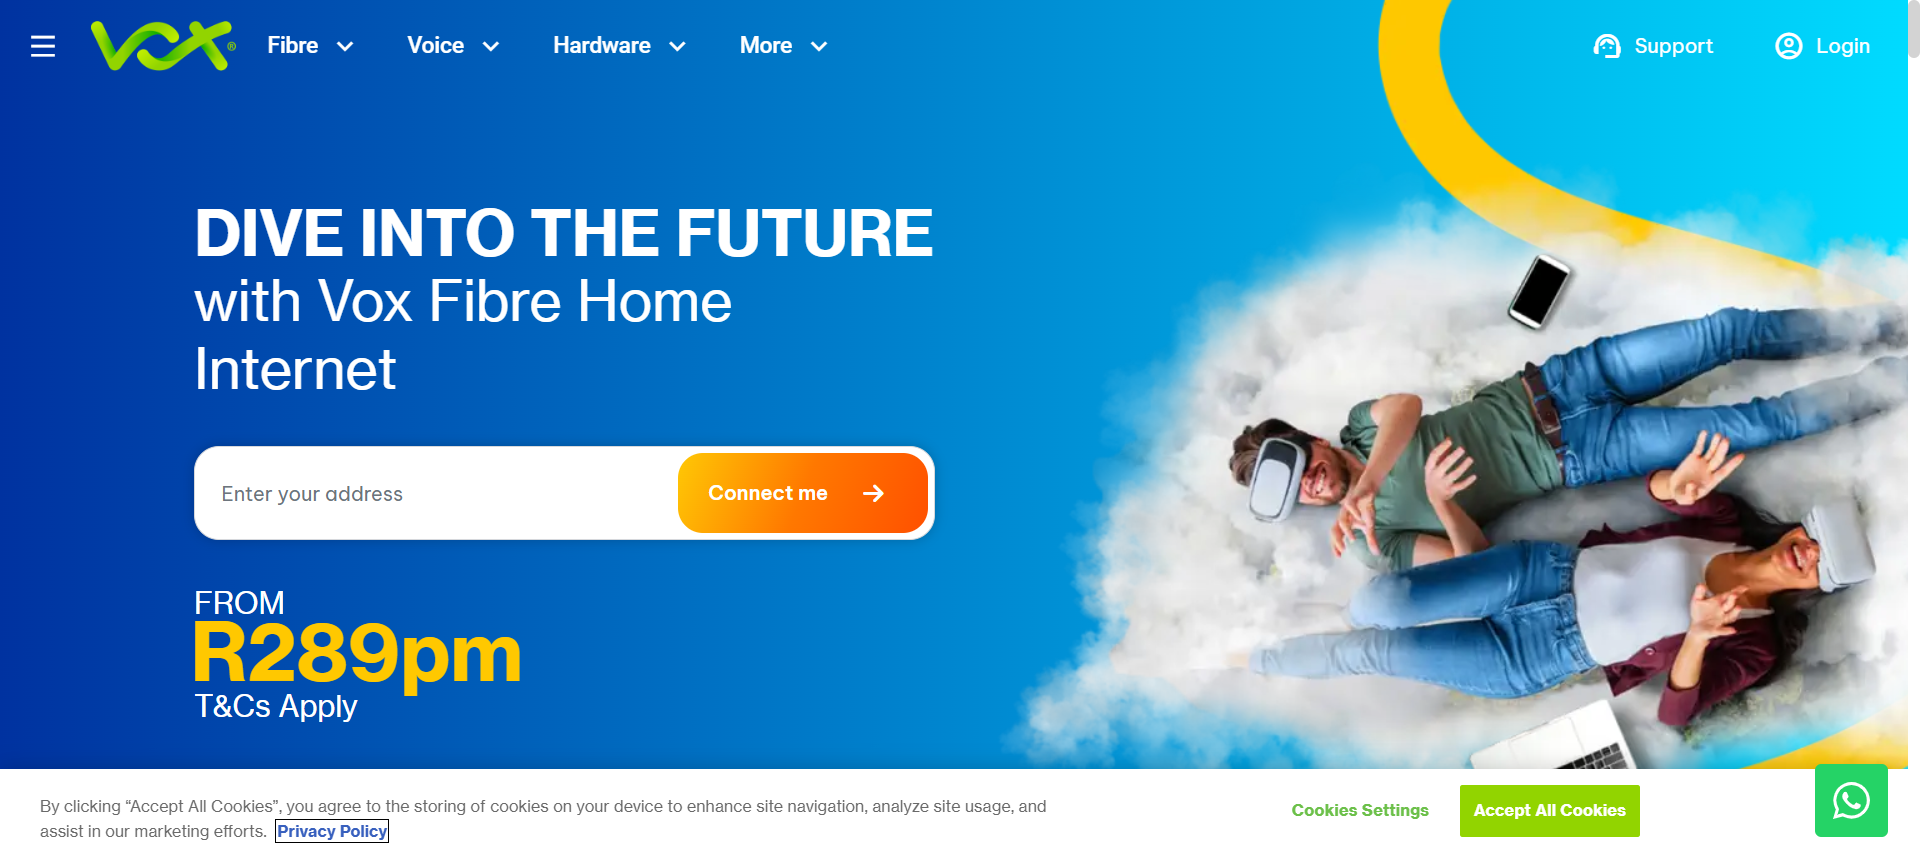 vox®
Fibre
Voice
Hardware
More
Support
Login
DIVE INTO THE FUTURE
with Vox Fibre Home
Internet
Enter your address
Connect me
FROM
R289pm
T&Cs Apply
By clicking “Accept All Cookies”, you agree to the storing of cookies on your device to enhance site navigation, analyze site usage, and
assist in our marketing efforts. Privacy Policy
Cookies Settings
Accept All Cookies